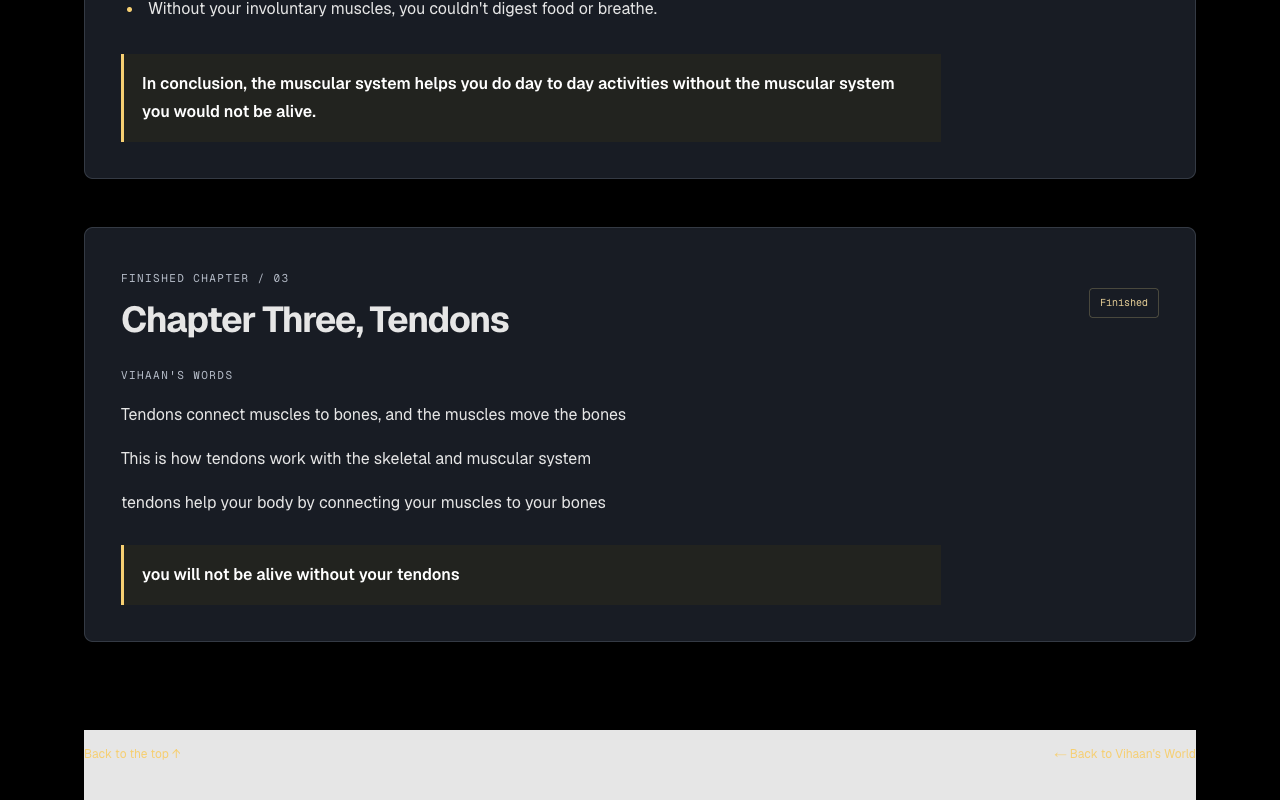 Without your involuntary muscles, you couldn't digest food or breathe.
In conclusion, the muscular system helps you do day to day activities without the muscular system
you would not be alive.
FINISHED CHAPTER / 03
Chapter Three, Tendons
Finished
VIHAAN'S WORDS
Tendons connect muscles to bones, and the muscles move the bones
This is how tendons work with the skeletal and muscular system
tendons help your body by connecting your muscles to your bones
you will not be alive without your tendons
Back to the top ↑
← Back to Vihaan's World